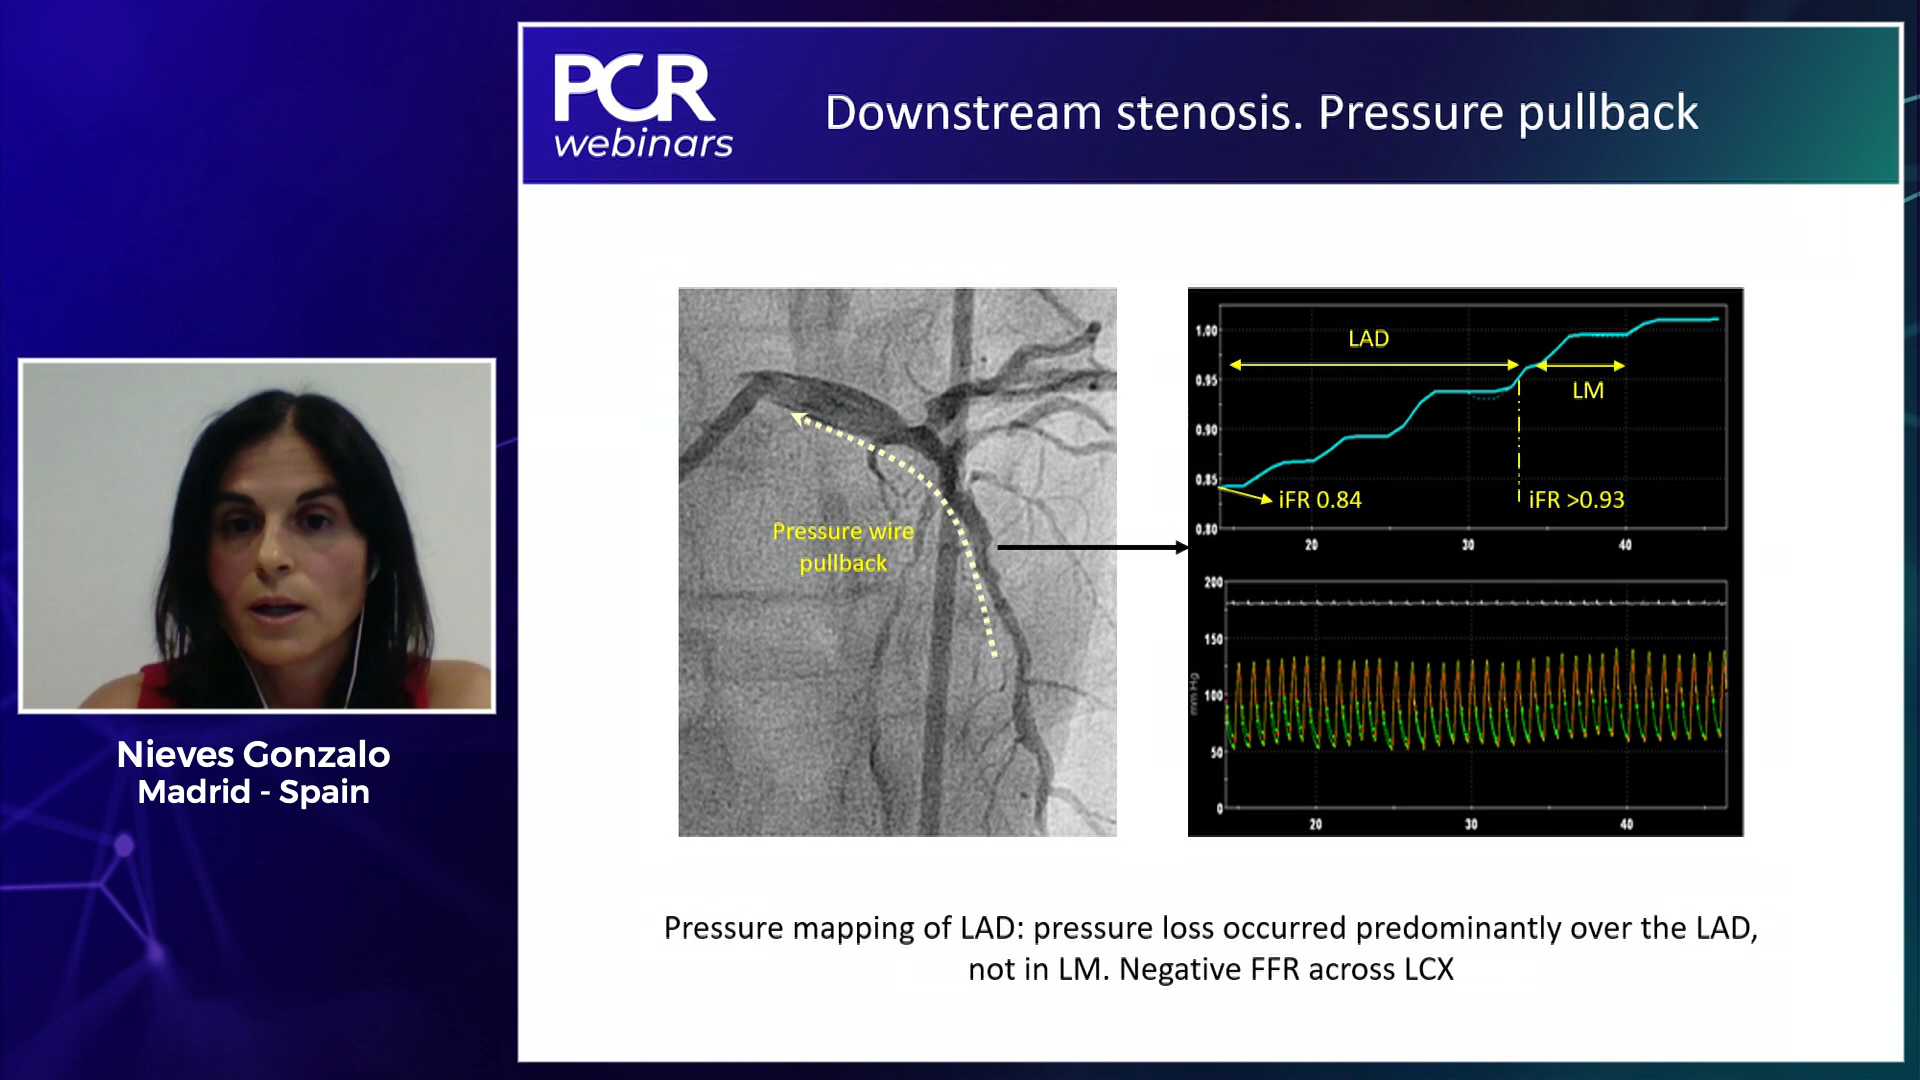 PCR
webinars
Downstream stenosis. Pressure pullback
Pressure wire
pullback
1.00
0.95
0.90
0.85
0.80
LAD
LM
iFR 0.84
iFR >0.93
20
30
40
200
150
100
50
0
mm Hg
20
30
40
Nieves Gonzalo
Madrid - Spain
Pressure mapping of LAD: pressure loss occurred predominantly over the LAD,
not in LM. Negative FFR across LCX